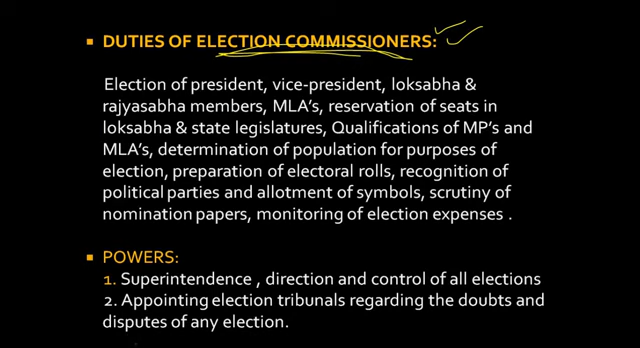 DUTIES OF ELECTION COMMISSIONERS:
Election of president, vice-president, loksabha &
rajyasabha members, MLA's, reservation of seats in
loksabha & state legislatures, Qualifications of MP's and
MLA's, determination of population for purposes of
election, preparation of electoral rolls, recognition of
political parties and allotment of symbols, scrutiny of
nomination papers, monitoring of election expenses .
POWERS:
1. Superintendence , direction and control of all elections
2. Appointing election tribunals regarding the doubts and
disputes of any election.